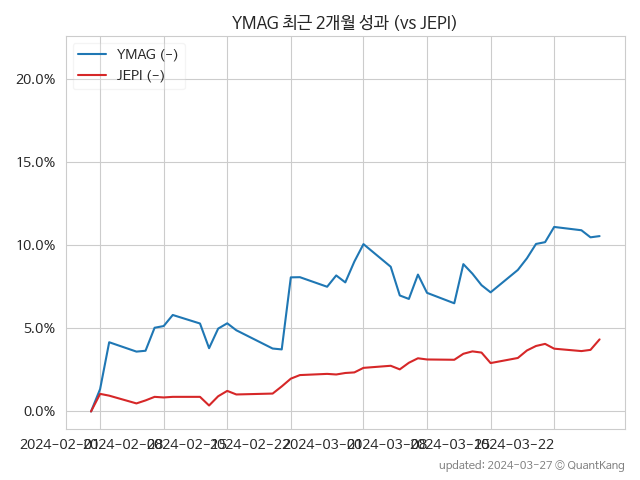 YMAG 최근 2개월 성과 (vs JEPI)
YMAG (-)
JEPI (-)
20.0%
15.0%
10.0%
5.0%
0.0%
2024-02-01 2024-02-08 2024-02-15 2024-02-22 2024-03-01 2024-03-08 2024-03-15 2024-03-22
updated: 2024-03-27 © QuantKang